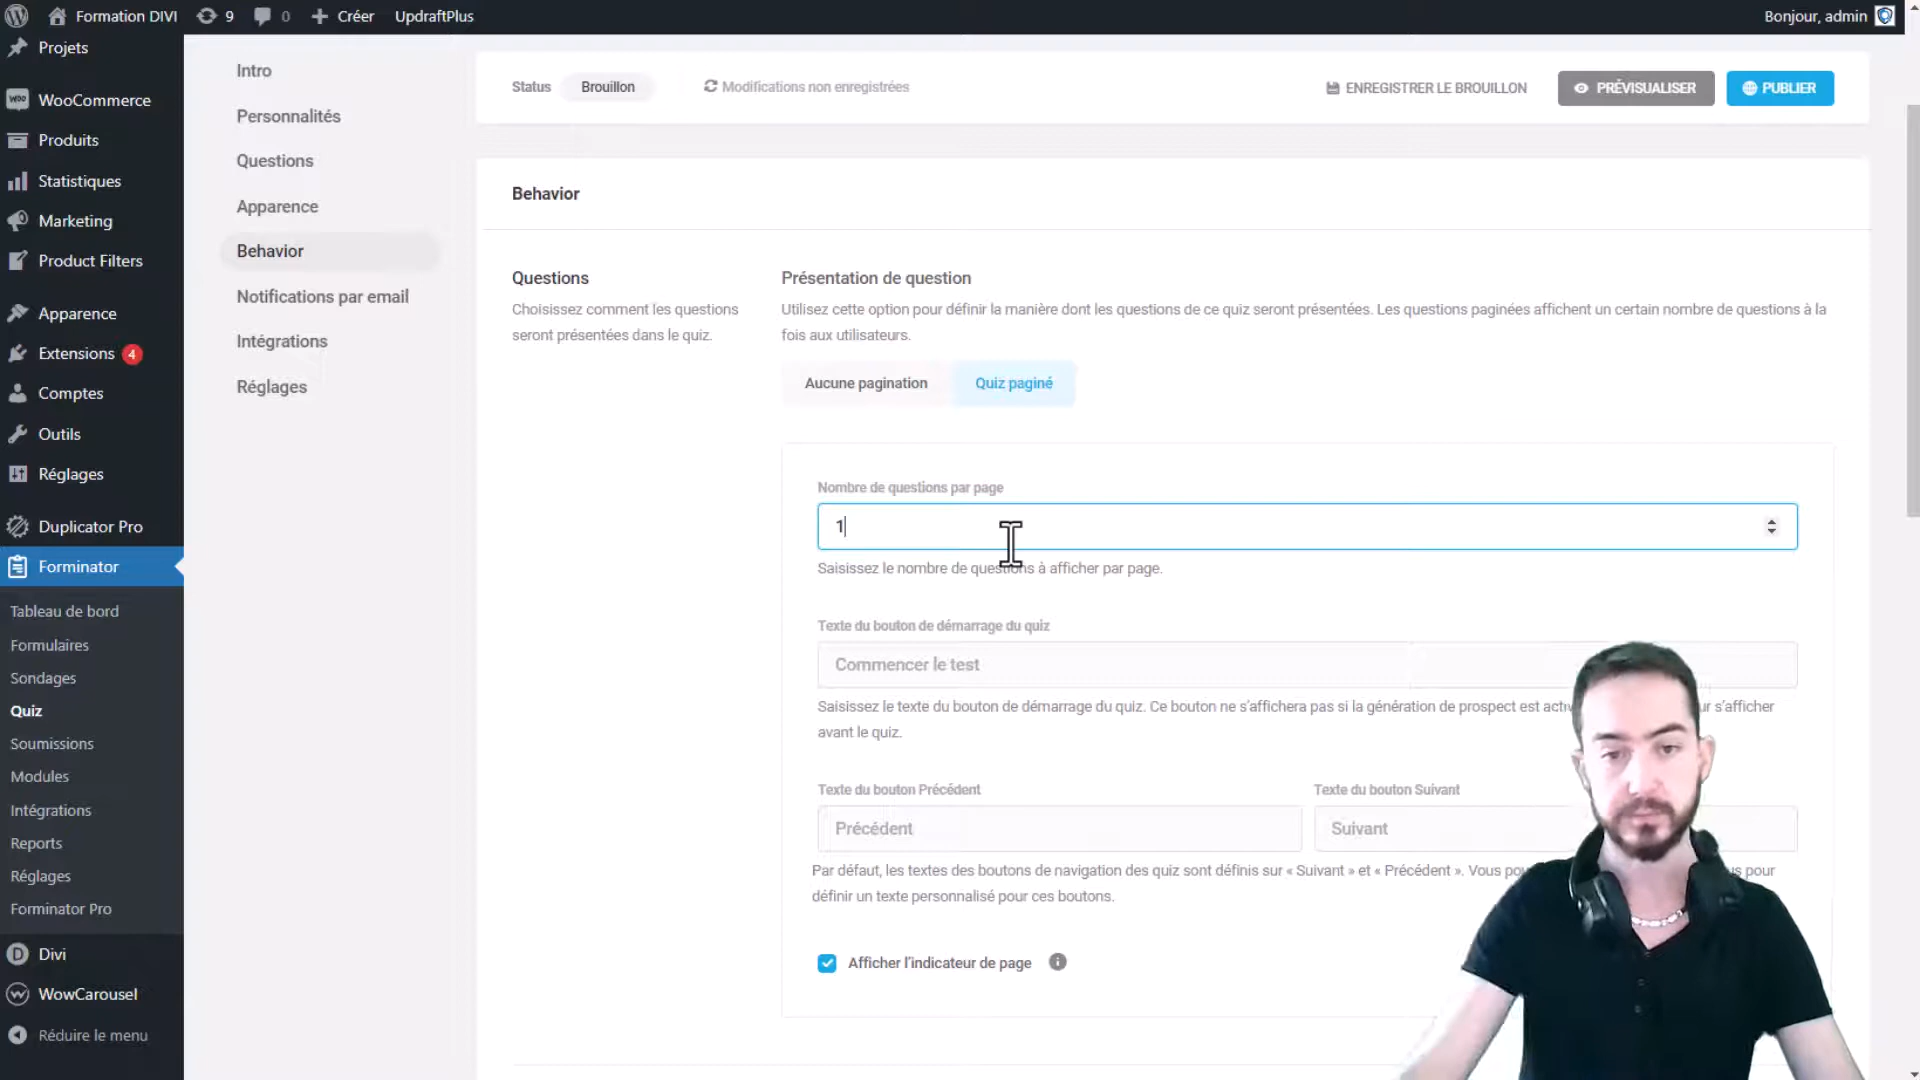 Formation DIVI
9
0
Créer
UpdraftPlus
Bonjour, admin
Projets
WooCommerce
Produits
Statistiques
Marketing
Product Filters
Apparence
Extensions 4
Comptes
Outils
Réglages
Duplicator Pro
Forminator
Tableau de bord
Formulaires
Sondages
Quiz
Soumissions
Modules
Intégrations
Reports
Réglages
Forminator Pro
Divi
WowCarousel
Réduire le menu
Intro
Personnalités
Questions
Apparence
Behavior
Notifications par email
Intégrations
Réglages
Status
Brouillon
Modifications non enregistrées
ENREGISTRER LE BROUILLON
PRÉVISUALISER
PUBLIER
Behavior
Questions
Choisissez comment les questions
seront présentées dans le quiz.
Présentation de question
Utilisez cette option pour définir la manière dont les questions de ce quiz seront présentées. Les questions paginées affichent un certain nombre de questions à la
fois aux utilisateurs.
Aucune pagination
Quiz paginé
Nombre de questions par page
1
Saisissez le nombre de questions à afficher par page.
Texte du bouton de démarrage du quiz
Commencer le test
Saisissez le texte du bouton de démarrage du quiz. Ce bouton ne s'affichera pas si la génération de prospect est s'afficher
avant le quiz.
Texte du bouton Précédent
Précédent
Texte du bouton Suivant
Suivant
Par défaut, les textes des boutons de navigation des quiz sont définis sur « Suivant » et « Précédent ». Vous pour
définir un texte personnalisé pour ces boutons.
Afficher l'indicateur de page